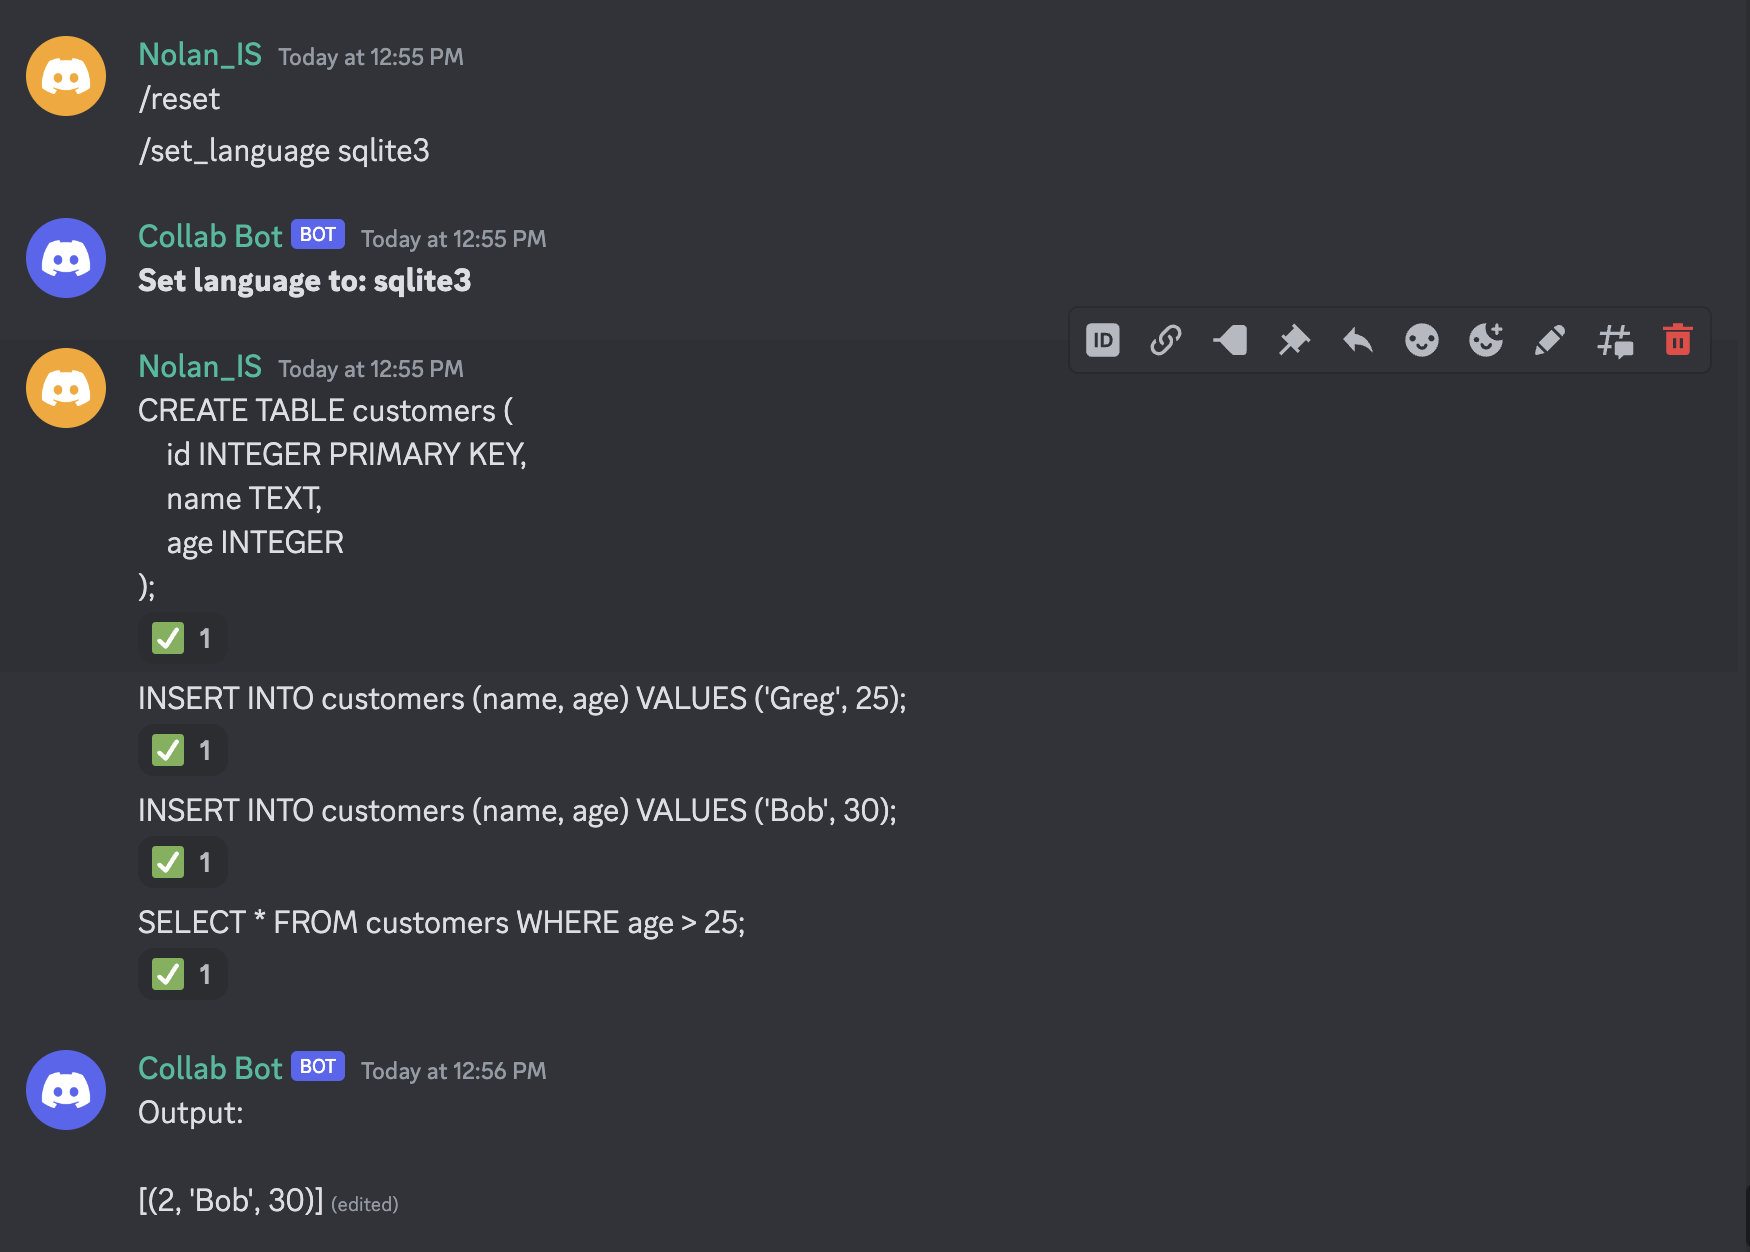 Nolan_IS Today at 12:55 PM
/reset
/set_language sqlite3
Collab Bot BOT Today at 12:55 PM
Set language to: sqlite3
ID
Nolan_IS Today at 12:55 PM
CREATE TABLE customers (
    id INTEGER PRIMARY KEY,
    name TEXT,
    age INTEGER
);
✅ 1
INSERT INTO customers (name, age) VALUES ('Greg', 25);
✅ 1
INSERT INTO customers (name, age) VALUES ('Bob', 30);
✅ 1
SELECT * FROM customers WHERE age > 25;
✅ 1
Collab Bot BOT Today at 12:56 PM
Output:
[(2, 'Bob', 30)] (edited)